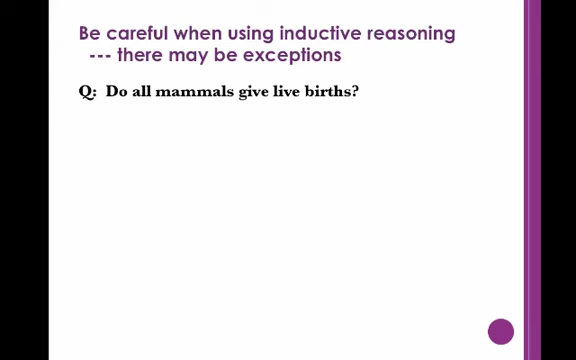 Be careful when using inductive reasoning
--- there may be exceptions
Q: Do all mammals give live births?